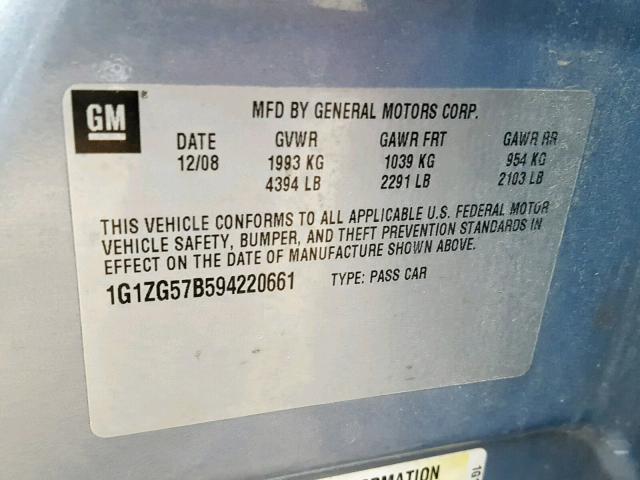 GM ®
MFD BY GENERAL MOTORS CORP.
DATE GVWR GAWR FRT GAWR RR
12/08 1993 KG 1039 KG 954 KG
4394 LB 2291 LB 2103 LB
THIS VEHICLE CONFORMS TO ALL APPLICABLE U.S. FEDERAL MOTOR
VEHICLE SAFETY, BUMPER, AND THEFT PREVENTION STANDARDS IN
EFFECT ON THE DATE OF MANUFACTURE SHOWN ABOVE.
1G1ZG57B594220661 TYPE: PASS CAR